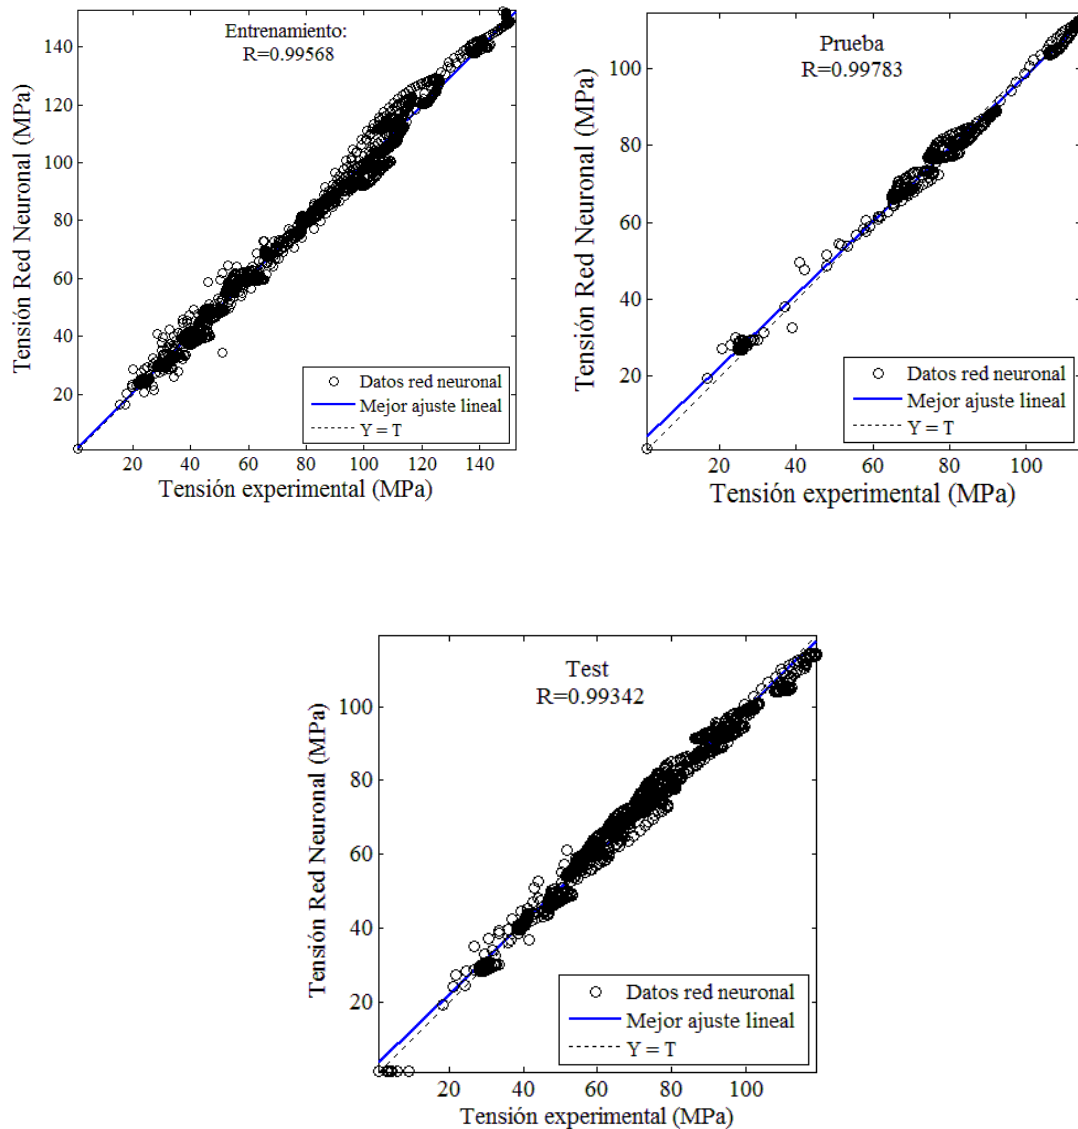 Entrenamiento:
R=0.99568
Tensión Red Neuronal (MPa)
140
120
100
80
60
40
20
Datos red neuronal
Mejor ajuste lineal
Y = T
20 40 60 80 100 120 140
Tensión experimental (MPa)
Prueba
R=0.99783
Tensión Red Neuronal (MPa)
100
80
60
40
20
Datos red neuronal
Mejor ajuste lineal
Y = T
20 40 60 80 100
Tensión experimental (MPa)
Test
R=0.99342
Tensión Red Neuronal (MPa)
100
80
60
40
20
Datos red neuronal
Mejor ajuste lineal
Y = T
20 40 60 80 100
Tensión experimental (MPa)